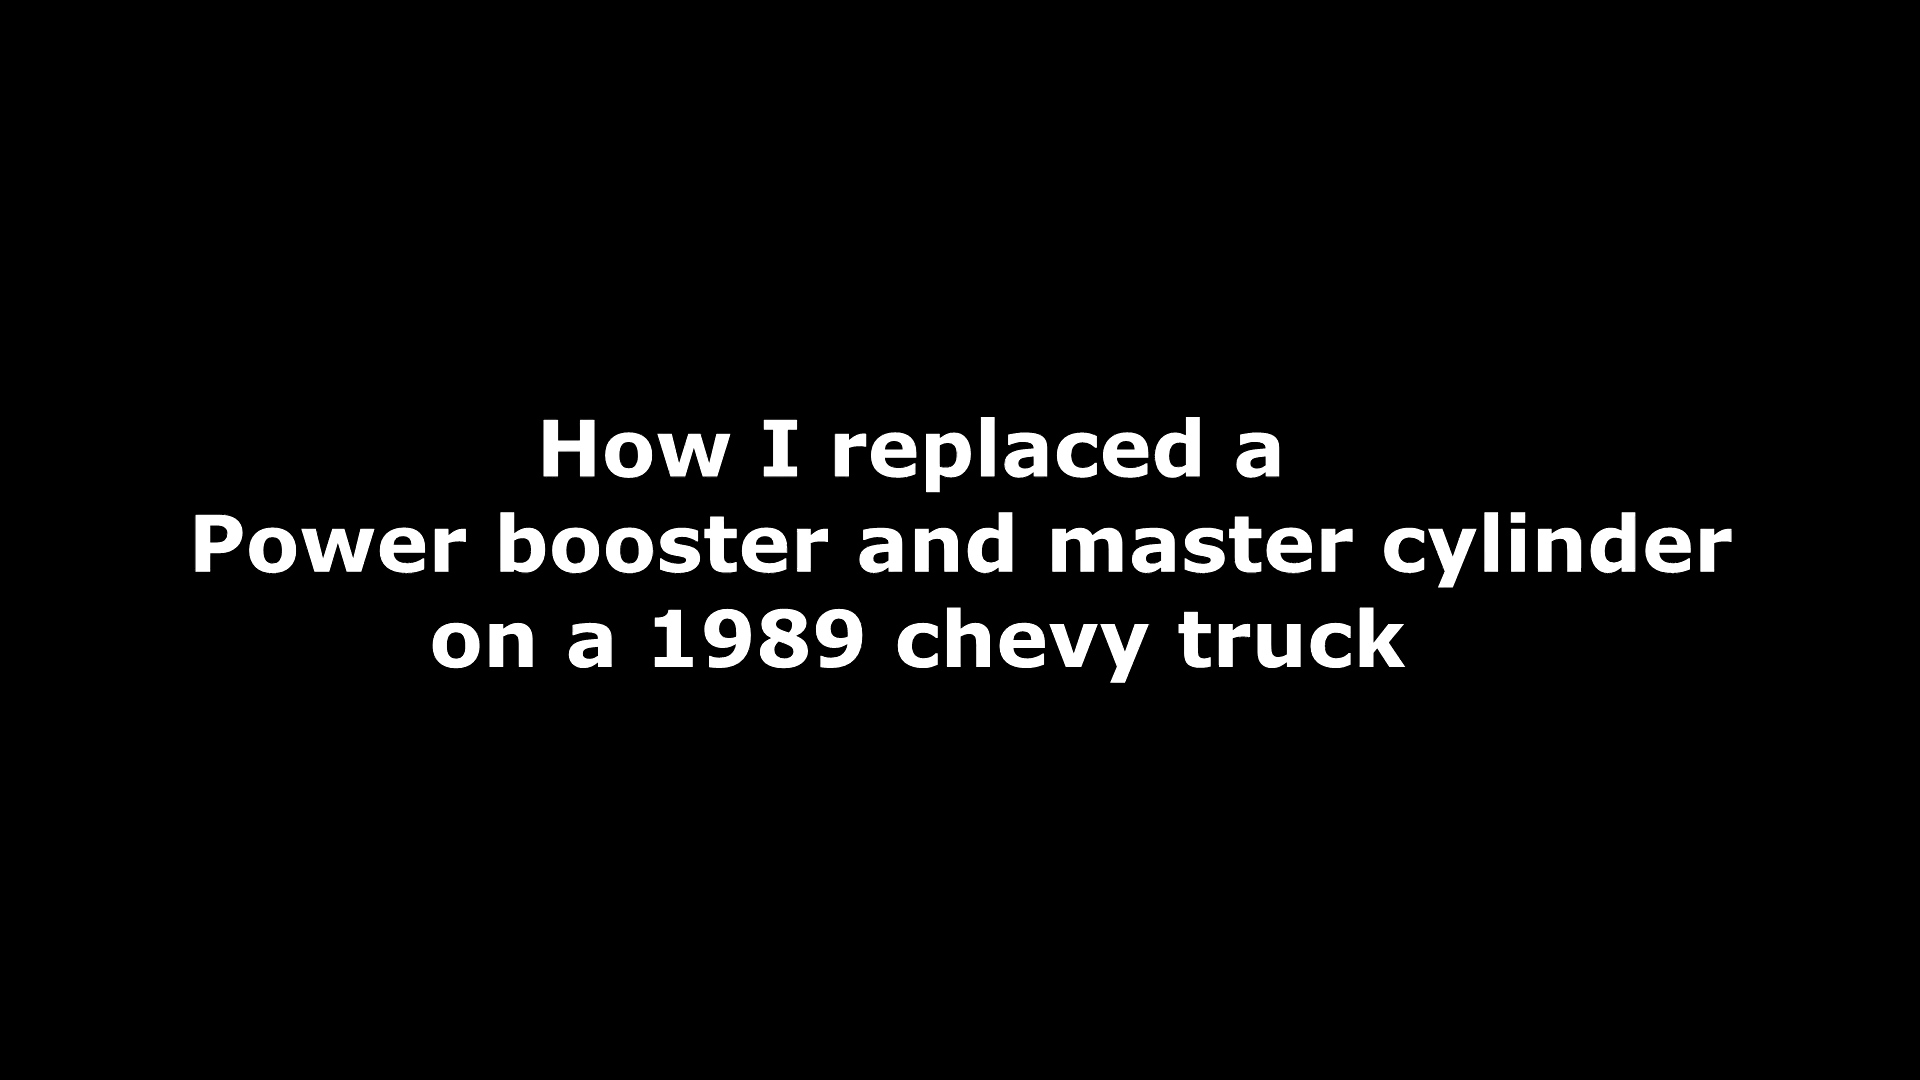 How I replaced a
Power booster and master cylinder
on a 1989 chevy truck